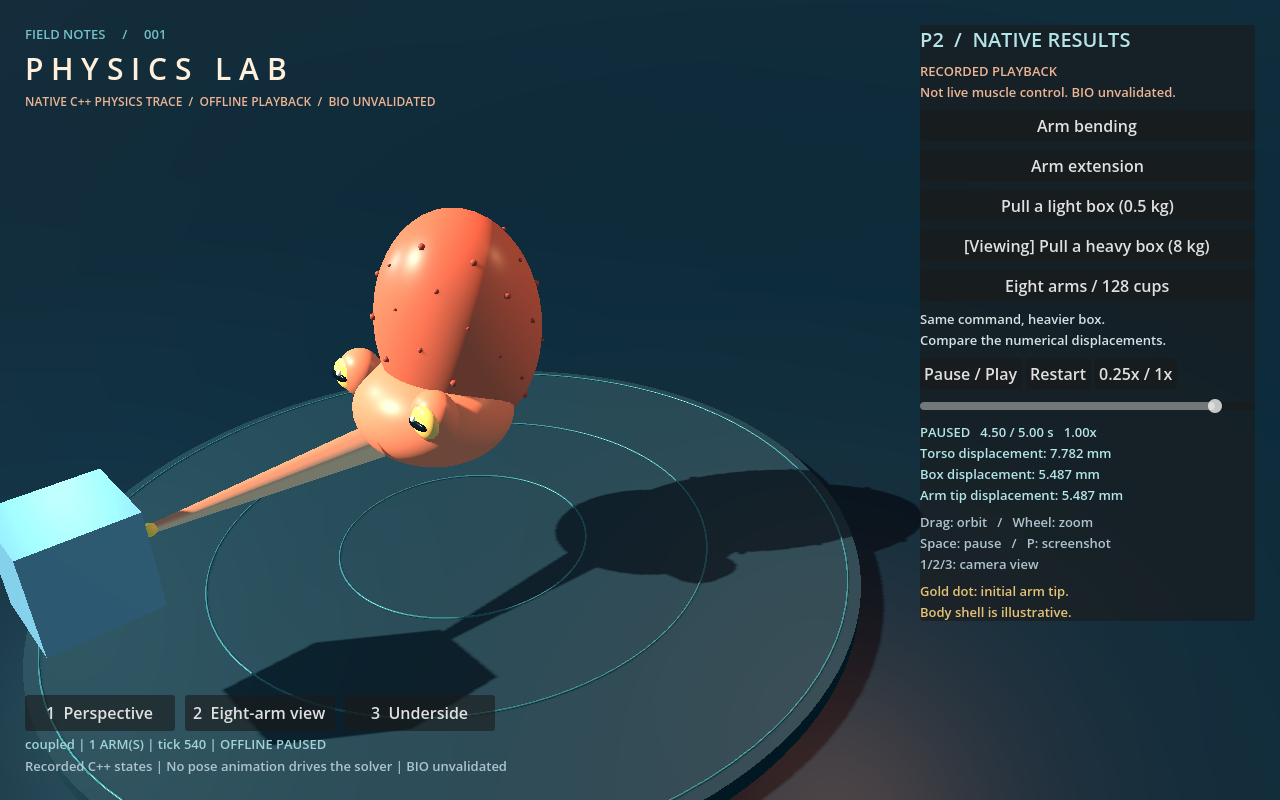 FIELD NOTES / 001
PHYSICS LAB
NATIVE C++ PHYSICS TRACE / OFFLINE PLAYBACK / BIO UNVALIDATED
P2 / NATIVE RESULTS
RECORDED PLAYBACK
Not live muscle control. BIO unvalidated.
Arm bending
Arm extension
Pull a light box (0.5 kg)
[Viewing] Pull a heavy box (8 kg)
Eight arms / 128 cups
Same command, heavier box.
Compare the numerical displacements.
Pause / Play Restart 0.25x / 1x
PAUSED 4.50 / 5.00 s 1.00x
Torso displacement: 7.782 mm
Box displacement: 5.487 mm
Arm tip displacement: 5.487 mm
Drag: orbit / Wheel: zoom
Space: pause / P: screenshot
1/2/3: camera view
Gold dot: initial arm tip.
Body shell is illustrative.
1 Perspective 2 Eight-arm view 3 Underside
coupled | 1 ARM(S) | tick 540 | OFFLINE PAUSED
Recorded C++ states | No pose animation drives the solver | BIO unvalidated